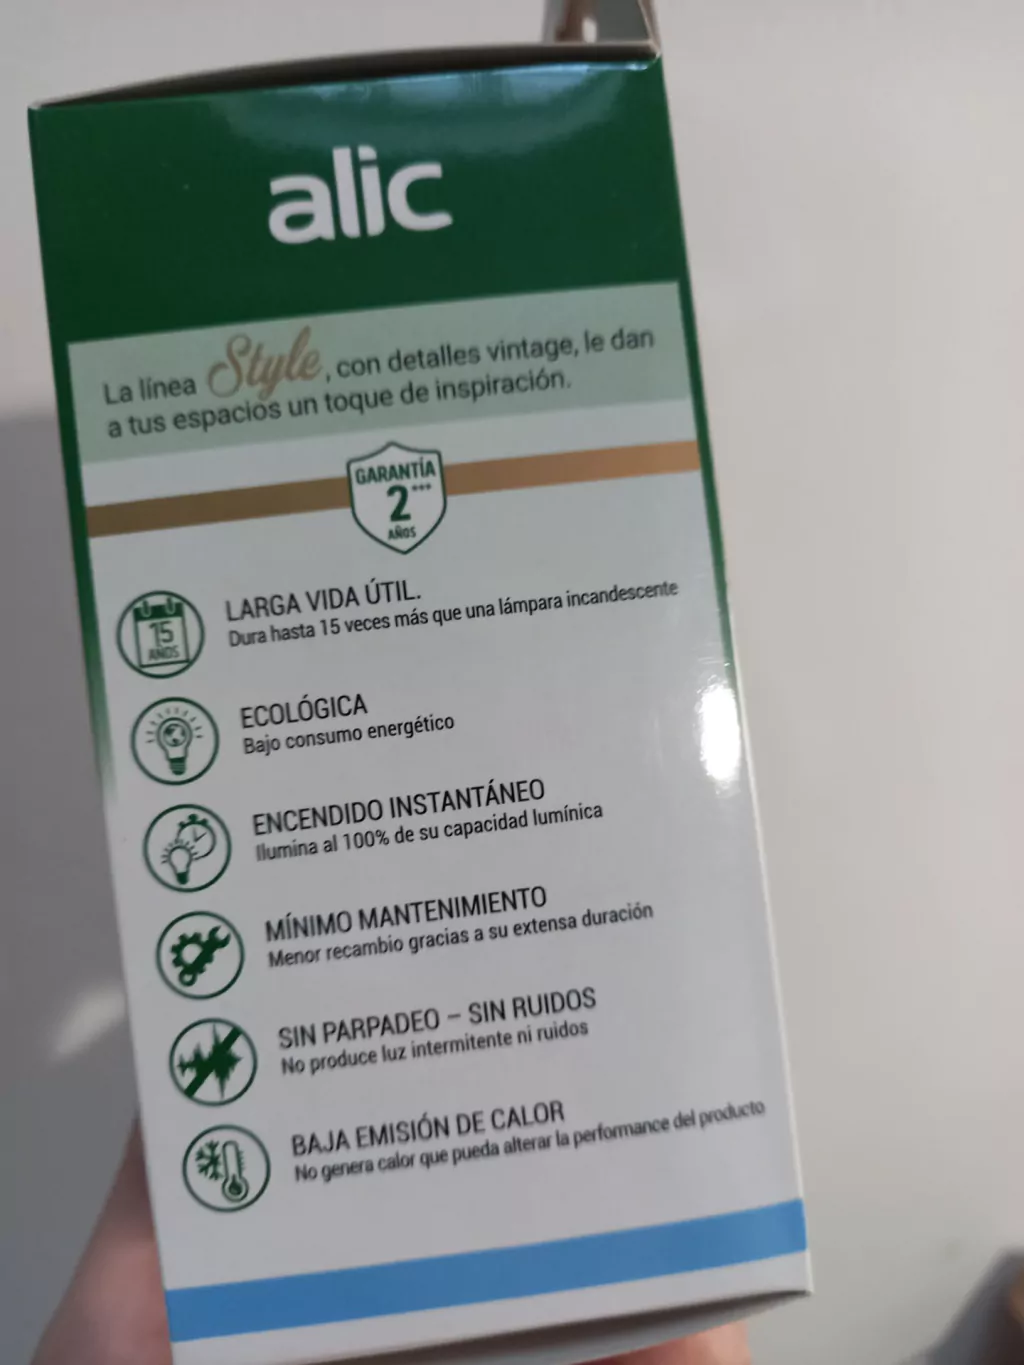 alic
La línea Style, con detalles vintage, le dan
a tus espacios un toque de inspiración.
GARANTÍA
2***
AÑOS
15
AÑOS
LARGA VIDA ÚTIL.
Dura hasta 15 veces más que una lámpara incandescente
ECOLÓGICA
Bajo consumo energético
ENCENDIDO INSTANTÁNEO
Ilumina al 100% de su capacidad lumínica
MÍNIMO MANTENIMIENTO
Menor recambio gracias a su extensa duración
SIN PARPADEO – SIN RUIDOS
No produce luz intermitente ni ruidos
BAJA EMISIÓN DE CALOR
No genera calor que pueda alterar la performance del producto